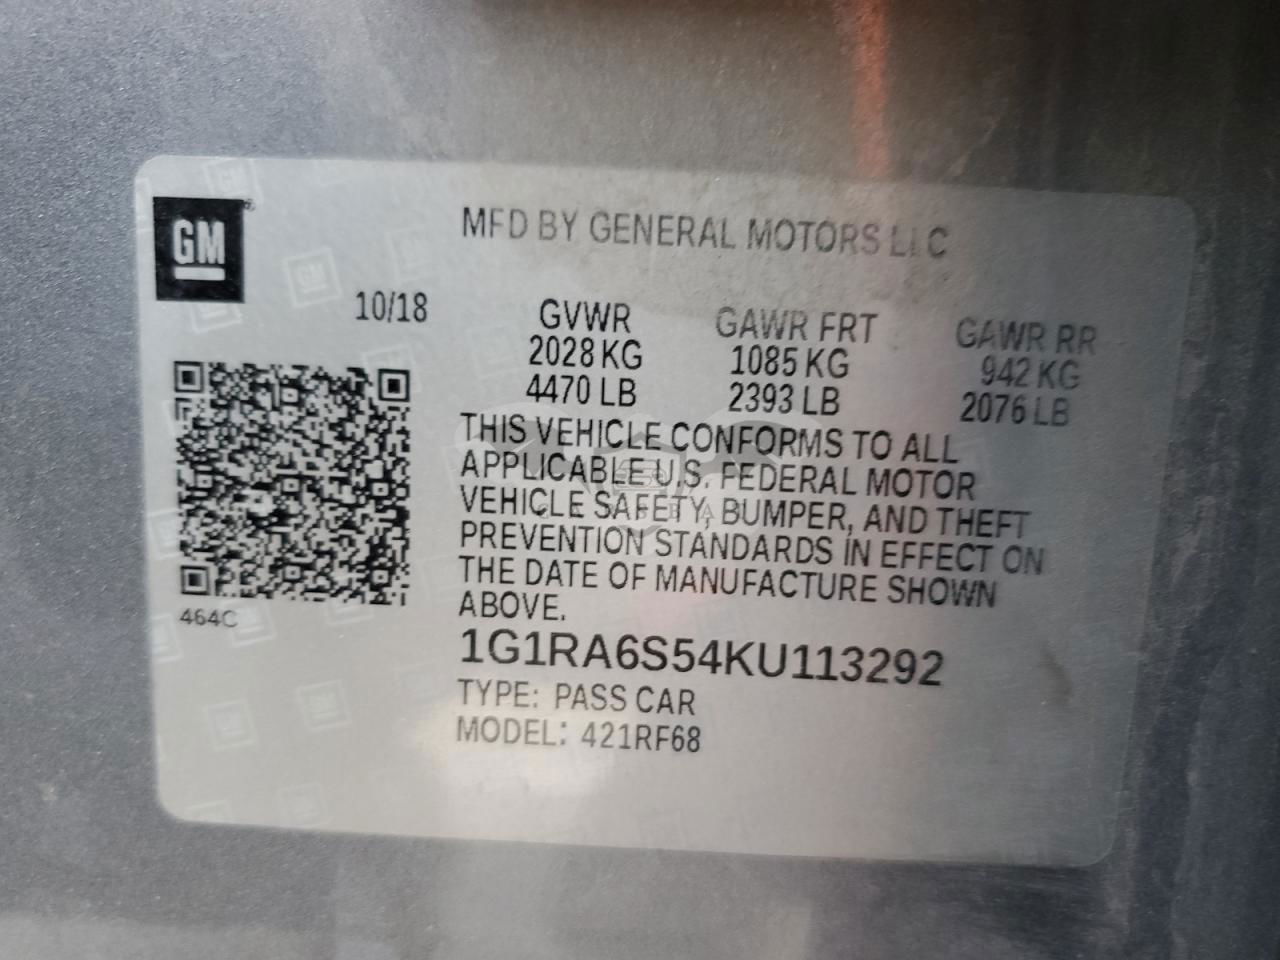 GM
MFD BY GENERAL MOTORS LLC
10/18
GVWR GAWR FRT GAWR RR
2028 KG 1085 KG 942 KG
4470 LB 2393 LB 2076 LB
THIS VEHICLE CONFORMS TO ALL
APPLICABLE U.S. FEDERAL MOTOR
VEHICLE SAFETY, BUMPER, AND THEFT
PREVENTION STANDARDS IN EFFECT ON
THE DATE OF MANUFACTURE SHOWN
ABOVE.
464C
1G1RA6S54KU113292
TYPE: PASS CAR
MODEL: 421RF68